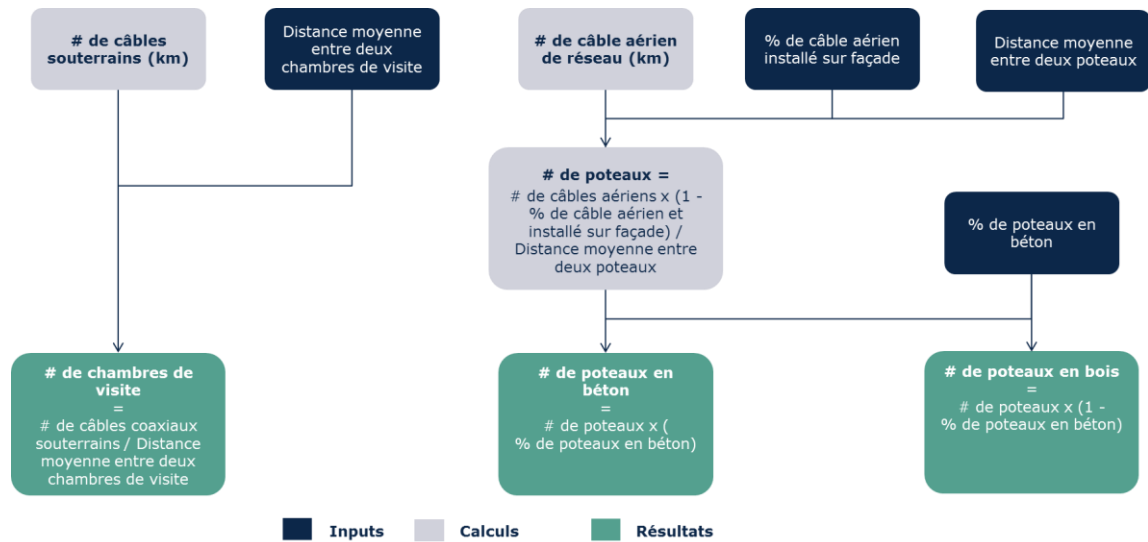 # de câbles
souterrains (km)
Distance moyenne
entre deux
chambres de visite
# de câble aérien
de réseau (km)
% de câble aérien
installé sur façade
Distance moyenne
entre deux poteaux
# de poteaux =
# de câbles aériens x (1 -
% de câble aérien et
installé sur façade) /
Distance moyenne entre
deux poteaux
% de poteaux en
béton
# de chambres de
visite
=
# de câbles coaxiaux
souterrains / Distance
moyenne entre deux
chambres de visite
# de poteaux en
béton
=
# de poteaux x (
% de poteaux en béton)
# de poteaux en bois
=
# de poteaux x (1 -
% de poteaux en béton)
Inputs
Calculs
Résultats